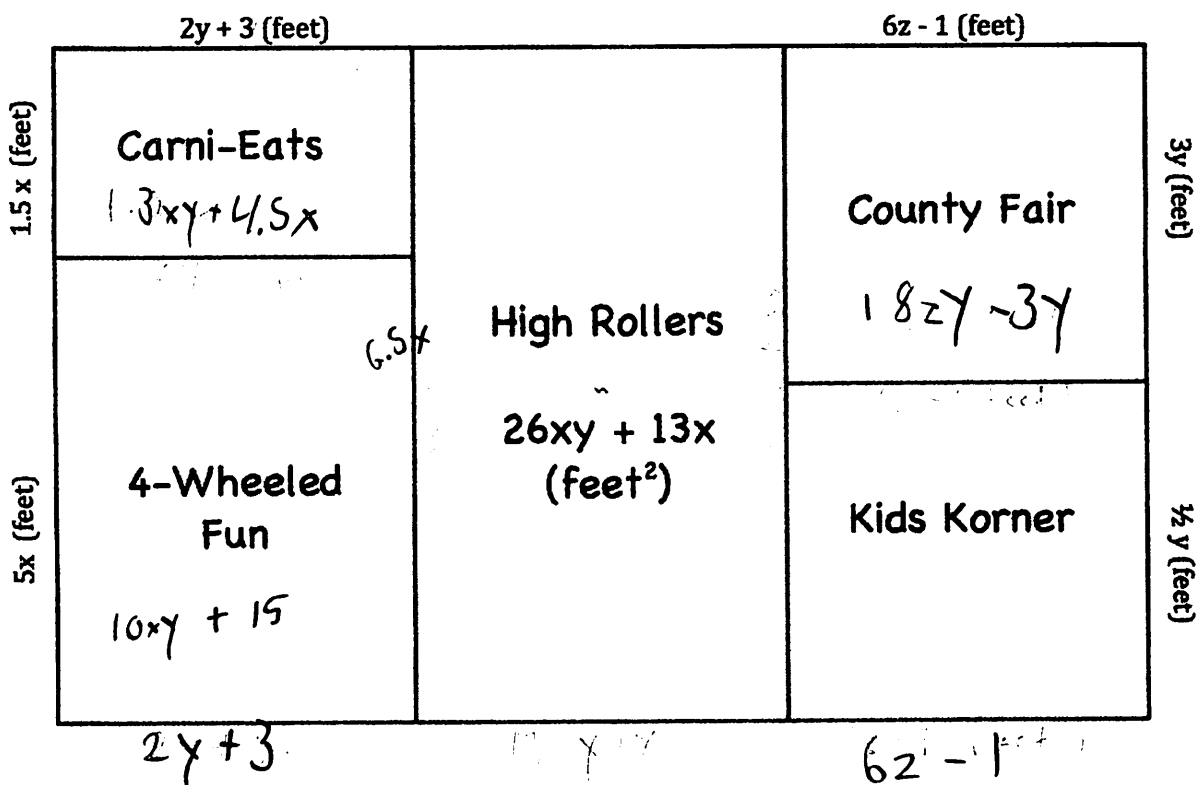 2y + 3 (feet)
6z - 1 (feet)
1.5 x (feet)
Carni-Eats
1.3xy + 4.5x
3y (feet)
County Fair
18zy - 3y
6.5x
High Rollers
26xy + 13x
(feet²)
5x (feet)
4-Wheeled
Fun
10xy + 15
½ y (feet)
Kids Korner
2y + 3
6z - 1